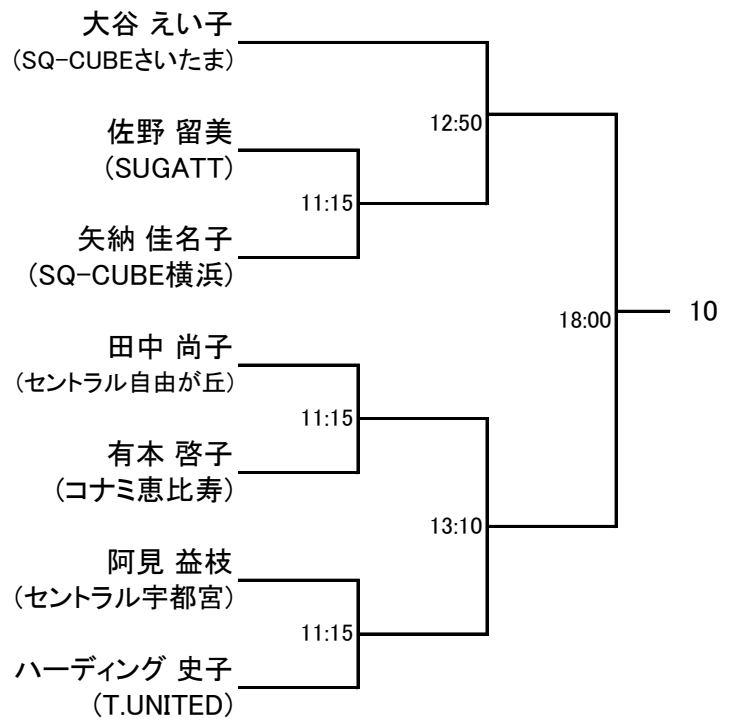 大谷 えい子
(SQ-CUBEさいたま)
12:50
佐野 留美
(SUGATT)
11:15
矢納 佳名子
(SQ-CUBE横浜)
18:00
10
田中 尚子
(セントラル自由が丘)
11:15
有本 啓子
(コナミ恵比寿)
13:10
阿見 益枝
(セントラル宇都宮)
11:15
ハーディング 史子
(T.UNITED)